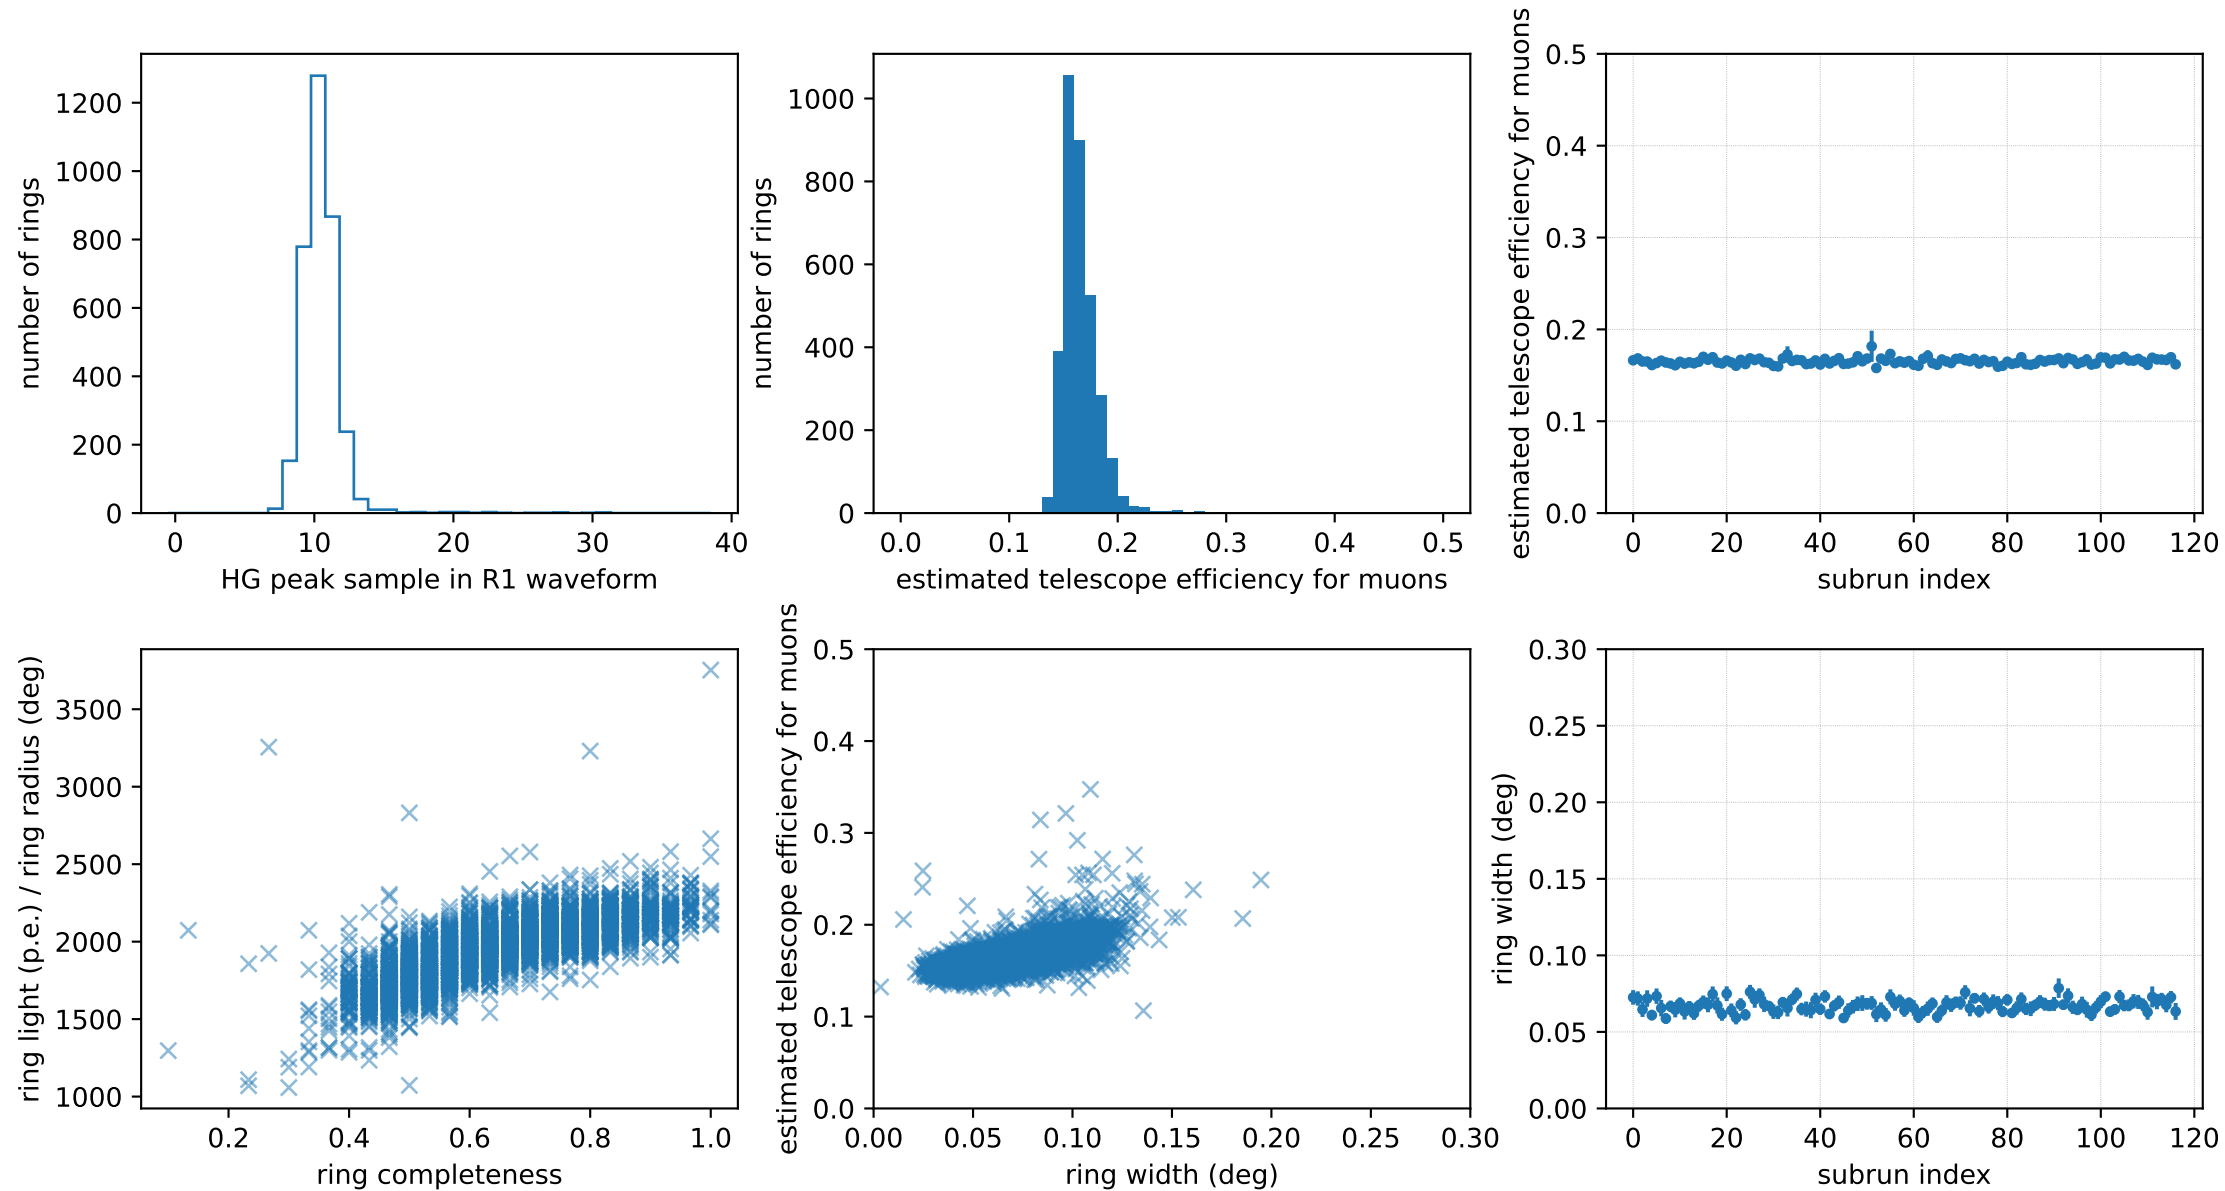 number of rings
1200
1000
800
600
400
200
0
0 10 20 30 40
HG peak sample in R1 waveform
number of rings
1000
800
600
400
200
0
0.0 0.1 0.2 0.3 0.4 0.5
estimated telescope efficiency for muons
estimated telescope efficiency for muons
0.5
0.4
0.3
0.2
0.1
0.0
0 20 40 60 80 100 120
subrun index
ring light (p.e.) / ring radius (deg)
3500
3000
2500
2000
1500
1000
0.2 0.4 0.6 0.8 1.0
ring completeness
estimated telescope efficiency for muons
0.5
0.4
0.3
0.2
0.1
0.0
0.00 0.05 0.10 0.15 0.20 0.25 0.30
ring width (deg)
ring width (deg)
0.30
0.25
0.20
0.15
0.10
0.05
0.00
0 20 40 60 80 100 120
subrun index